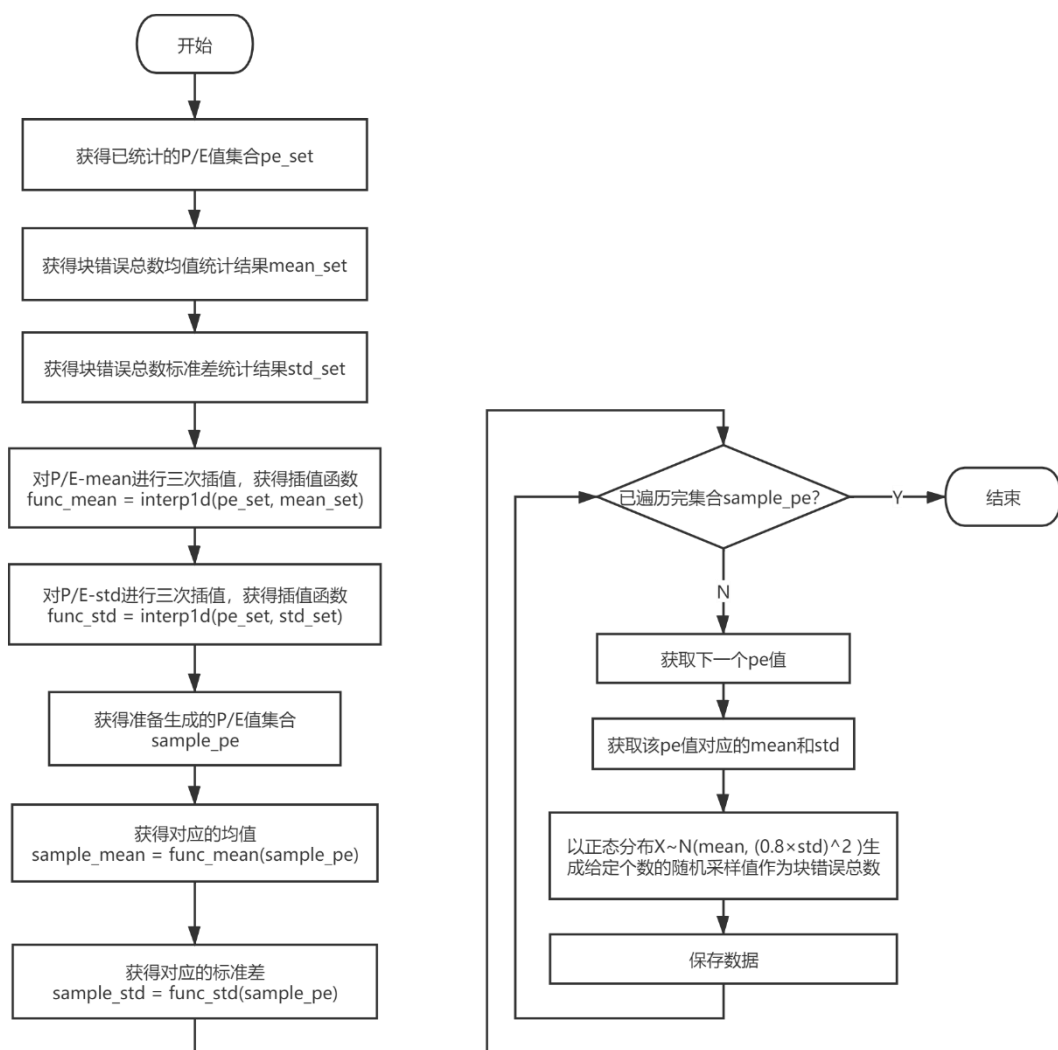 开始
获得已统计的P/E值集合pe_set
获得块错误总数均值统计结果mean_set
获得块错误总数标准差统计结果std_set
对P/E-mean进行三次插值，获得插值函数
func_mean = interp1d(pe_set, mean_set)
对P/E-std进行三次插值，获得插值函数
func_std = interp1d(pe_set, std_set)
获得准备生成的P/E值集合
sample_pe
获得对应的均值
sample_mean = func_mean(sample_pe)
获得对应的标准差
sample_std = func_std(sample_pe)
已遍历完集合sample_pe?
Y
结束
N
获取下一个pe值
获取该pe值对应的mean和std
以正态分布X~N(mean, (0.8×std)^2 )生
成给定个数的随机采样值作为块错误总数
保存数据